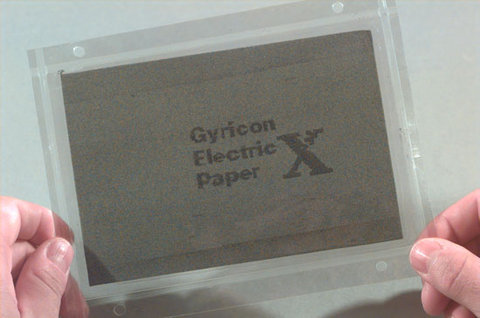 Gyricon
Electric
Paper
X